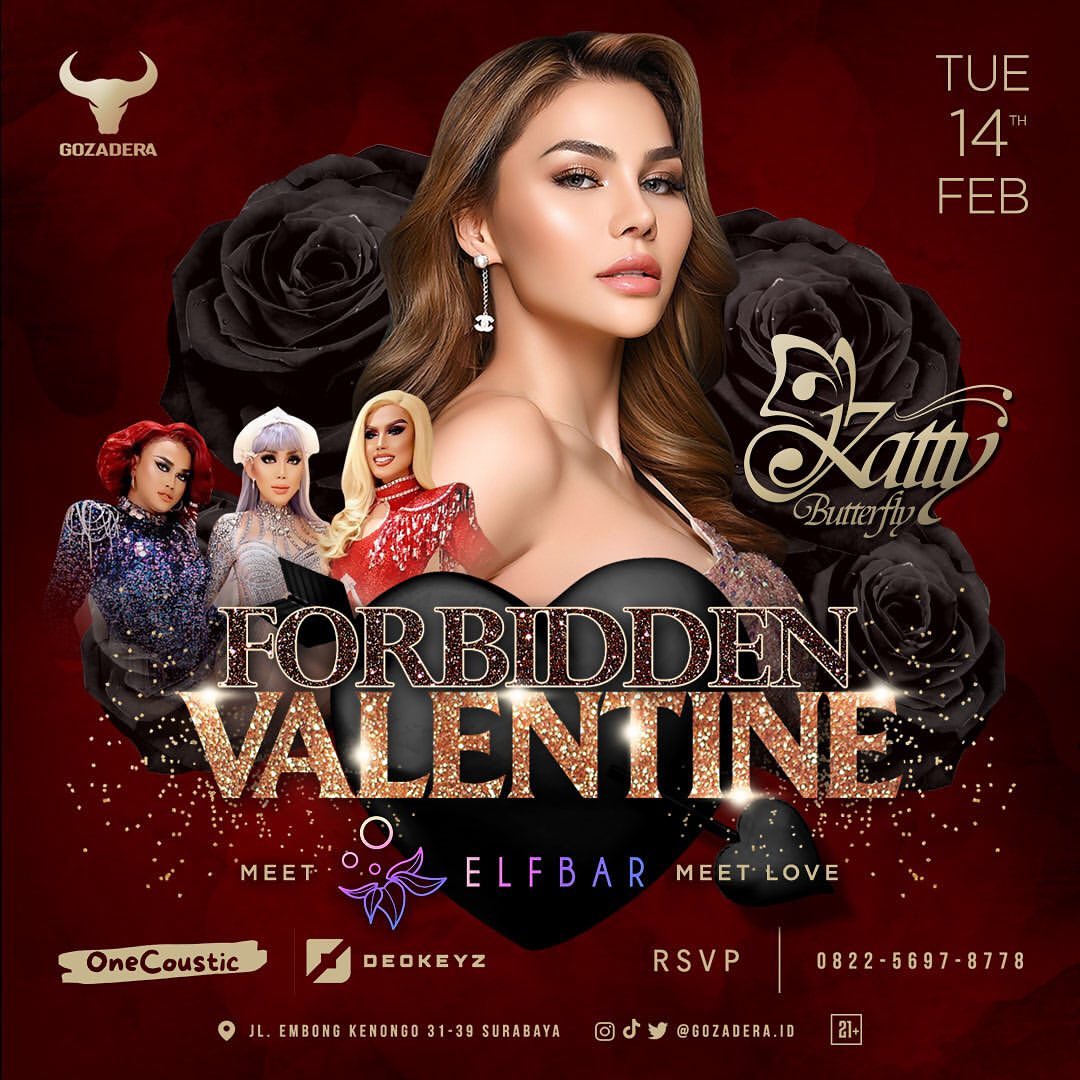 GOZADERA
TUE
14TH
FEB
Katty
Butterfly
FORBIDDEN
VALENTINE
MEET ELFBAR MEET LOVE
OneCoustic
DEOKEYZ
RSVP
0822-5697-8778
JL. EMBONG KENONGO 31-39 SURABAYA
@GOZADERA.ID
21+